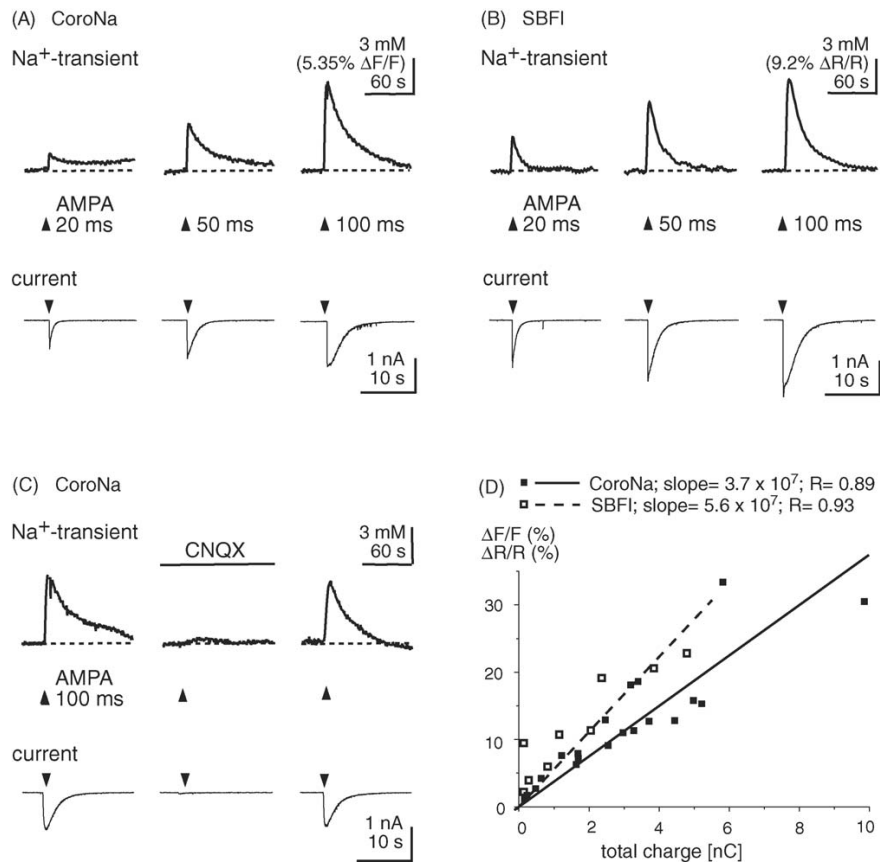 (A) CoroNa
Na⁺-transient
3 mM
(5.35% ΔF/F)
60 s
AMPA
▲ 20 ms ▲ 50 ms ▲ 100 ms
current
1 nA
10 s
(B) SBFI
Na⁺-transient
3 mM
(9.2% ΔR/R)
60 s
AMPA
▲ 20 ms ▲ 50 ms ▲ 100 ms
current
1 nA
10 s
(C) CoroNa
Na⁺-transient
3 mM
60 s
CNQX
AMPA
▲ 100 ms
current
1 nA
10 s
(D)
CoroNa; slope= 3.7 x 10⁷; R= 0.89
SBFI; slope= 5.6 x 10⁷; R= 0.93
ΔF/F (%)
ΔR/R (%)
30
20
10
0
0 2 4 6 8 10
total charge [nC]